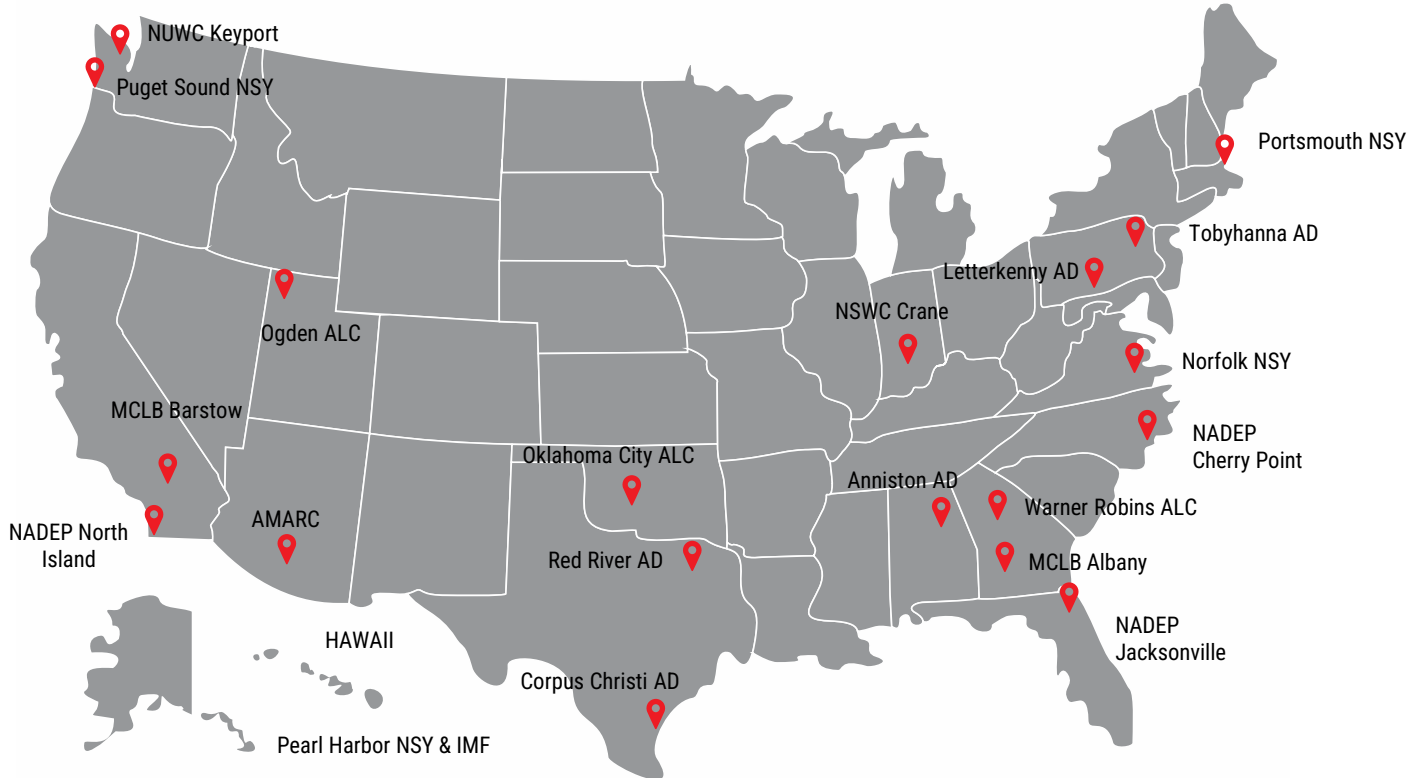 NUWC Keyport
Puget Sound NSY
Portsmouth NSY
Tobyhanna AD
Letterkenny AD
NSWC Crane
Ogden ALC
Norfolk NSY
MCLB Barstow
NADEP
Cherry Point
Oklahoma City ALC
Anniston AD
Warner Robins ALC
NADEP North
Island
AMARC
Red River AD
MCLB Albany
HAWAII
NADEP
Jacksonville
Corpus Christi AD
Pearl Harbor NSY & IMF